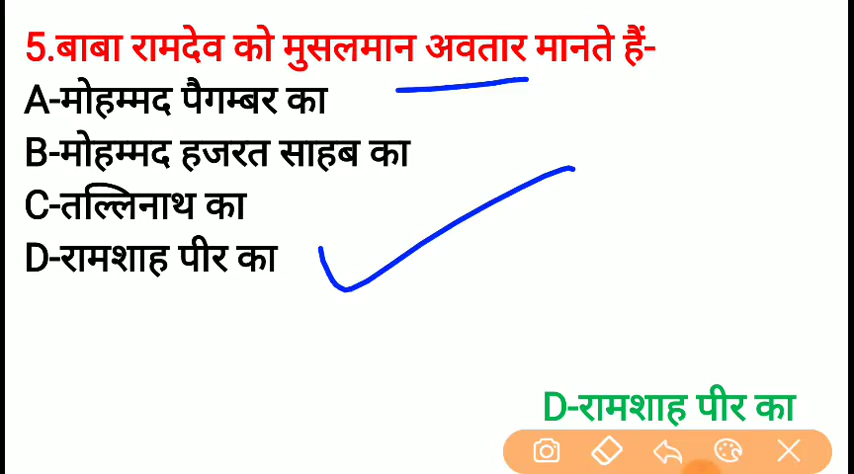 5.बाबा रामदेव को मुसलमान अवतार मानते हैं-
A-मोहम्मद पैगम्बर का
B-मोहम्मद हजरत साहब का
C-तल्लिनाथ का
D-रामशाह पीर का
D-रामशाह पीर का